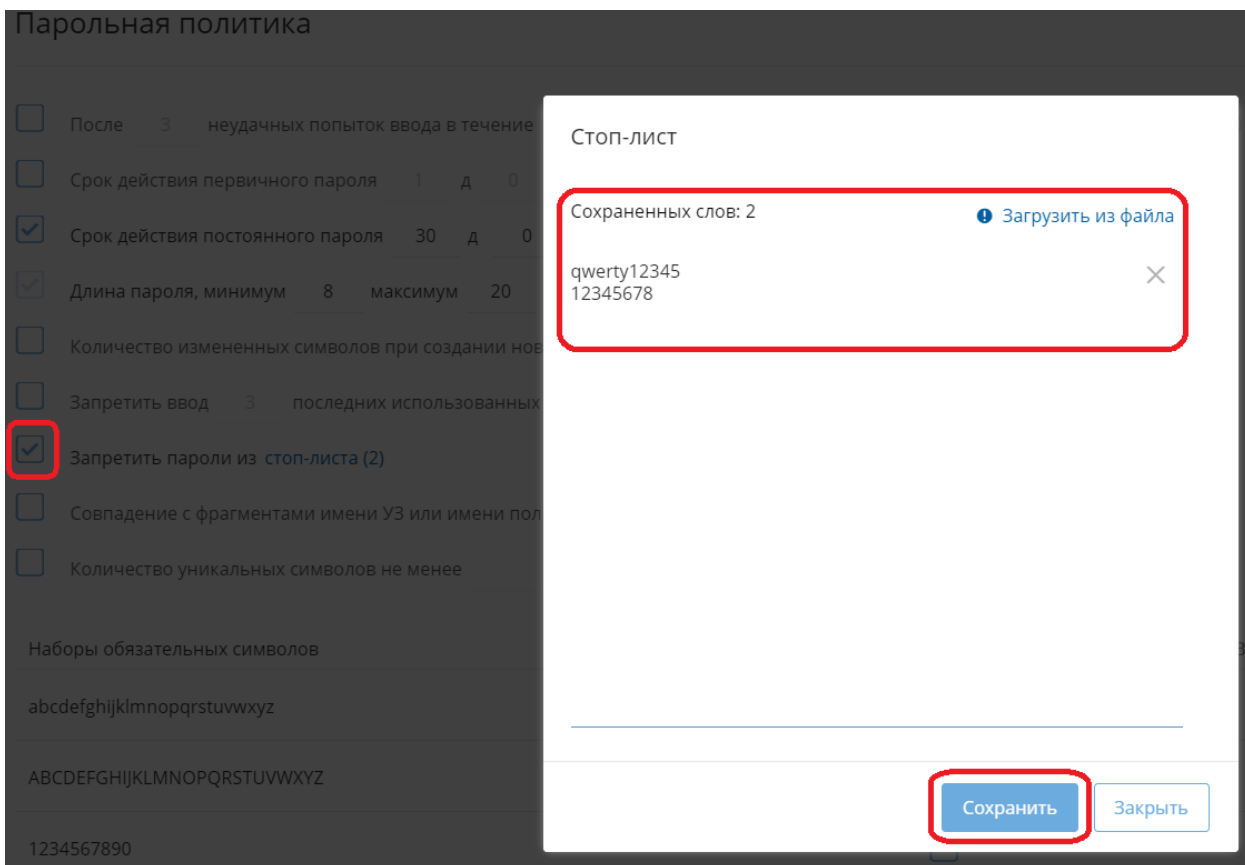 Парольная политика
После 3 неудачных попыток ввода в течение
Срок действия первичного пароля 1 д 0
Срок действия постоянного пароля 30 д 0
Длина пароля, минимум 8 максимум 20
Количество измененных символов при создании нов
Запретить ввод 3 последних использованных
Запретить пароли из стоп-листа (2)
Совпадение с фрагментами имени УЗ или имени пол
Количество уникальных символов не менее
Наборы обязательных символов
abcdefghijklmnopqrstuvwxyz
ABCDEFGHIJKLMNOPQRSTUVWXYZ
1234567890
Стоп-лист
Сохраненных слов: 2 Загрузить из файла
qwerty12345
12345678
Сохранить Закрыть